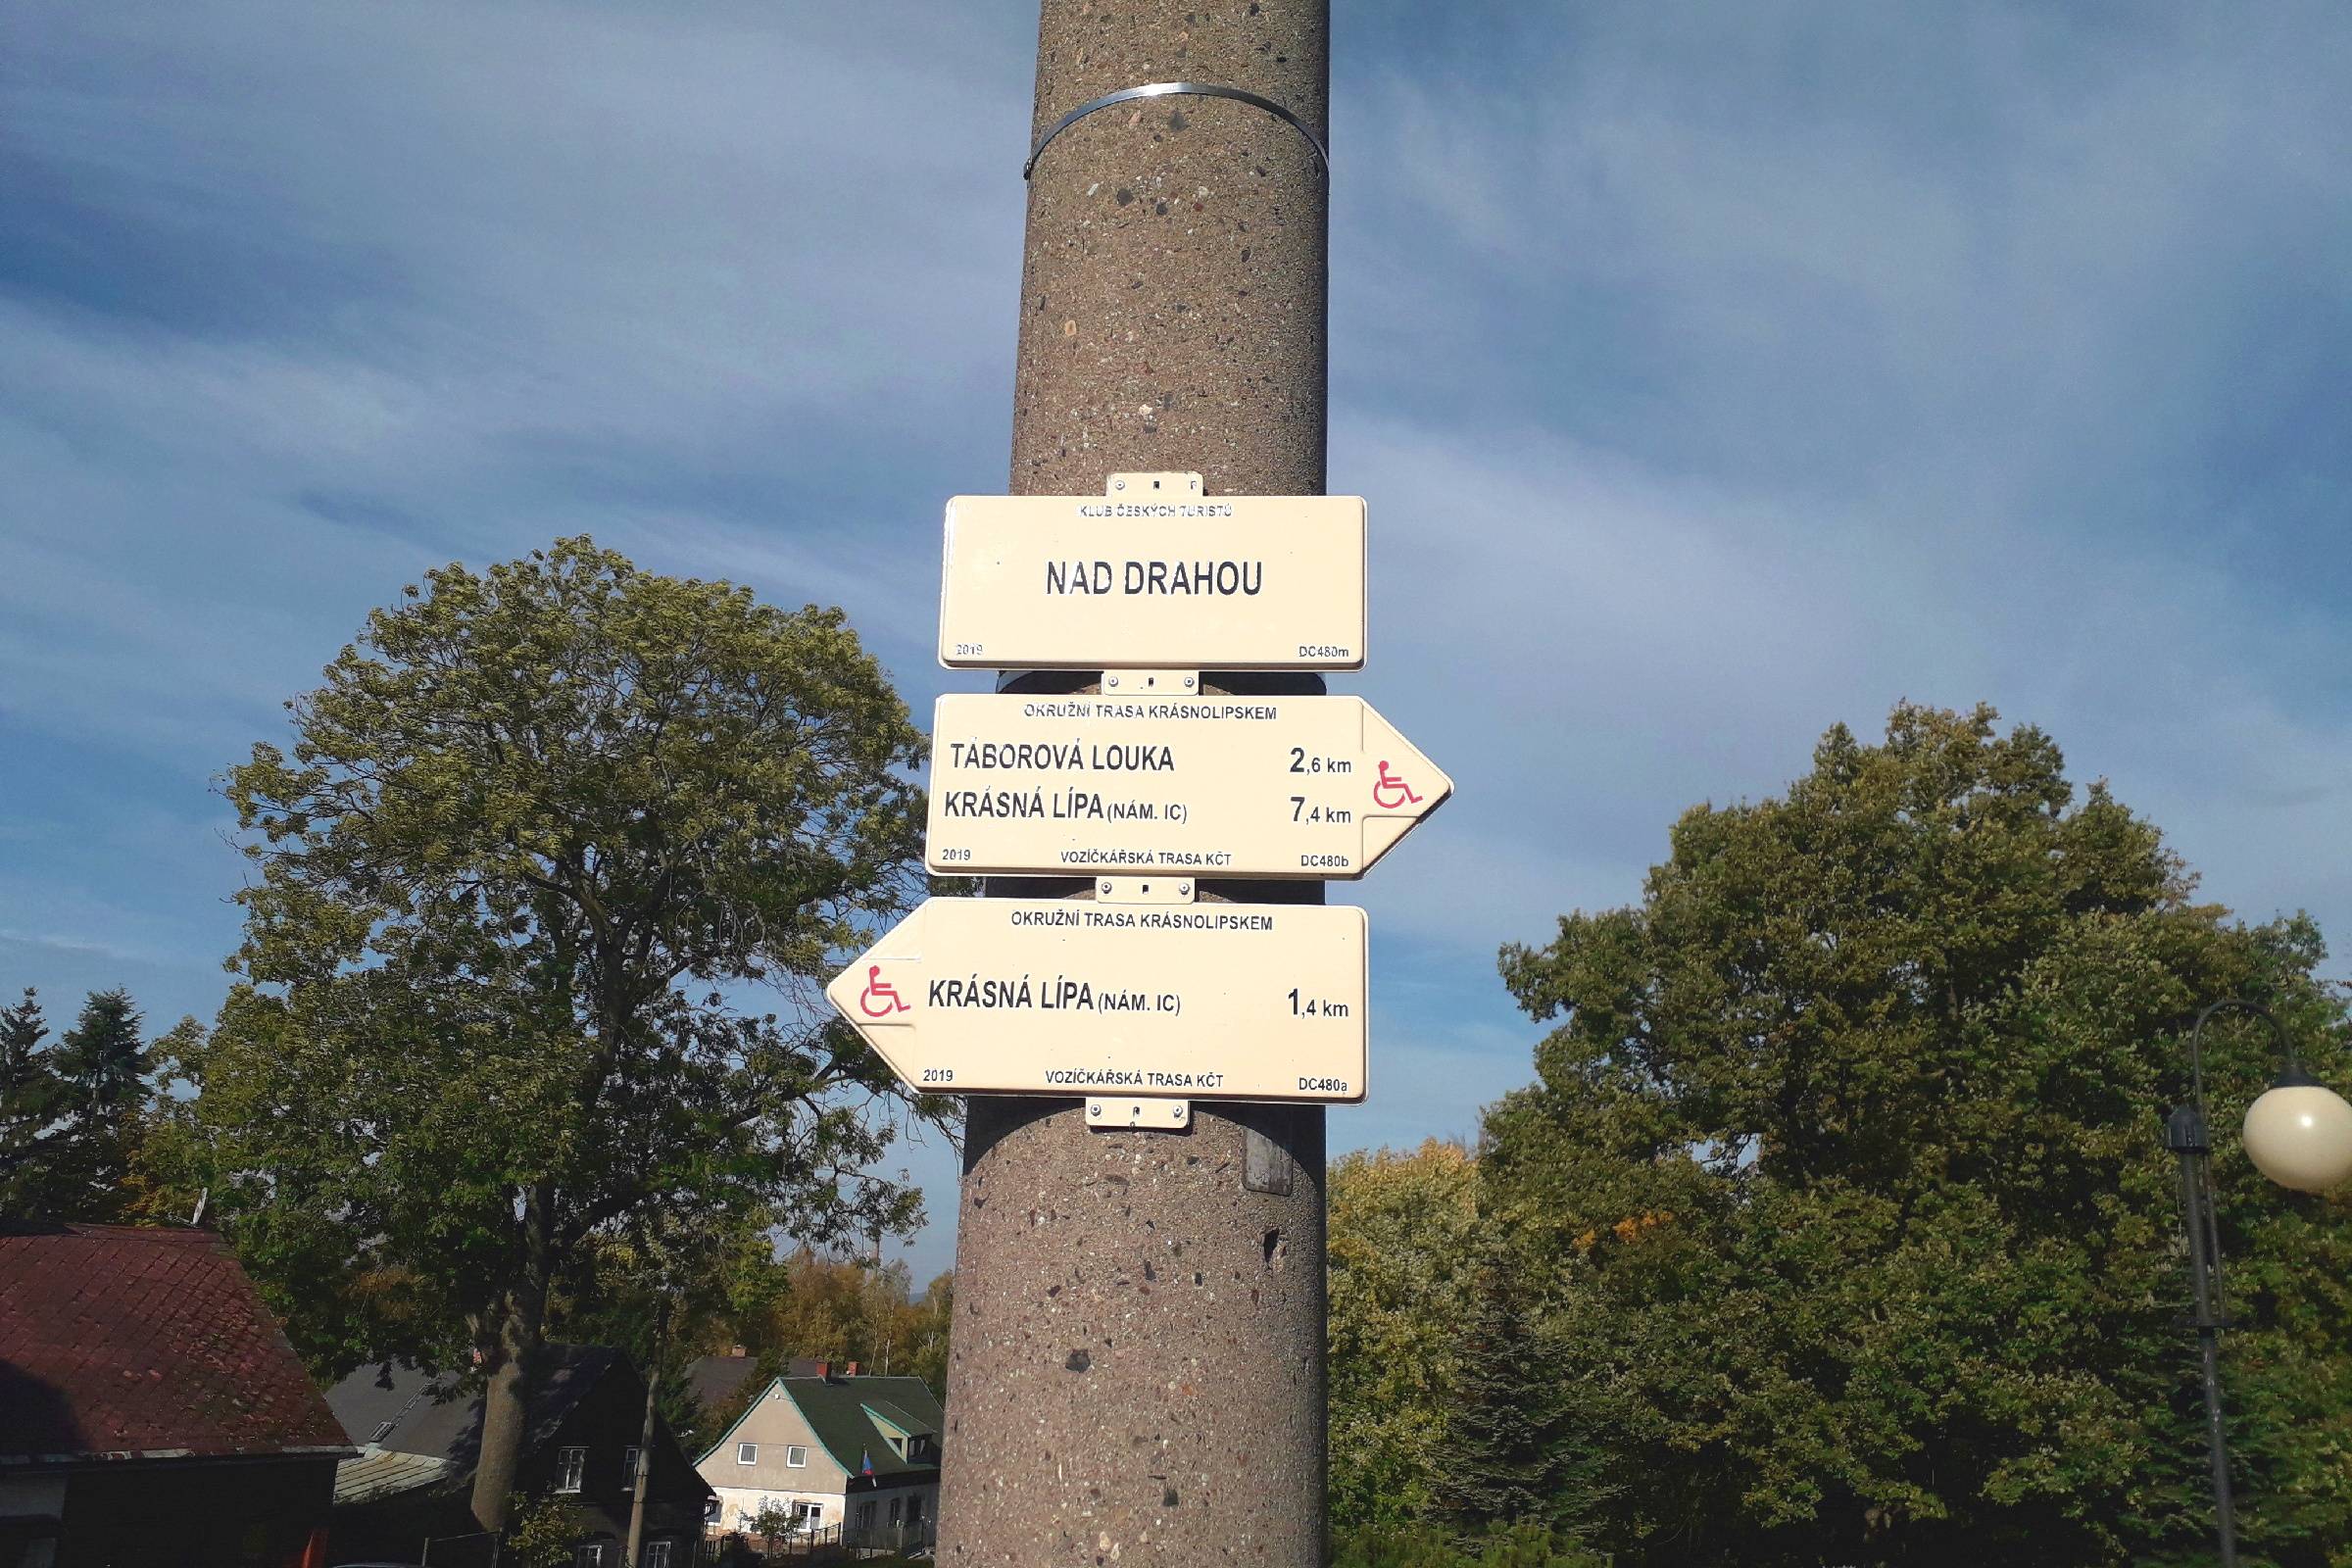 KLUB ČESKÝCH TURISTŮ
NAD DRAHOU
2019 DC480m
OKRUŽNÍ TRASA KRÁSNOLIPSKEM
TÁBOROVÁ LOUKA 2,6 km
KRÁSNÁ LÍPA (NÁM. IC) 7,4 km
2019 VOZÍČKÁŘSKÁ TRASA KČT DC480b
OKRUŽNÍ TRASA KRÁSNOLIPSKEM
KRÁSNÁ LÍPA (NÁM. IC) 1,4 km
2019 VOZÍČKÁŘSKÁ TRASA KČT DC480a